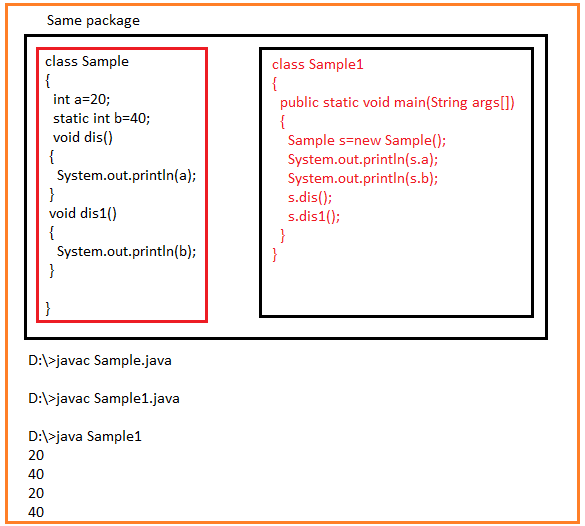 Same package
class Sample
{
int a=20;
static int b=40;
void dis()
{
System.out.println(a);
}
void dis1()
{
System.out.println(b);
}
}
class Sample1
{
public static void main(String args[])
{
Sample s=new Sample();
System.out.println(s.a);
System.out.println(s.b);
s.dis();
s.dis1();
}
}
D:\>javac Sample.java
D:\>javac Sample1.java
D:\>java Sample1
20
40
20
40